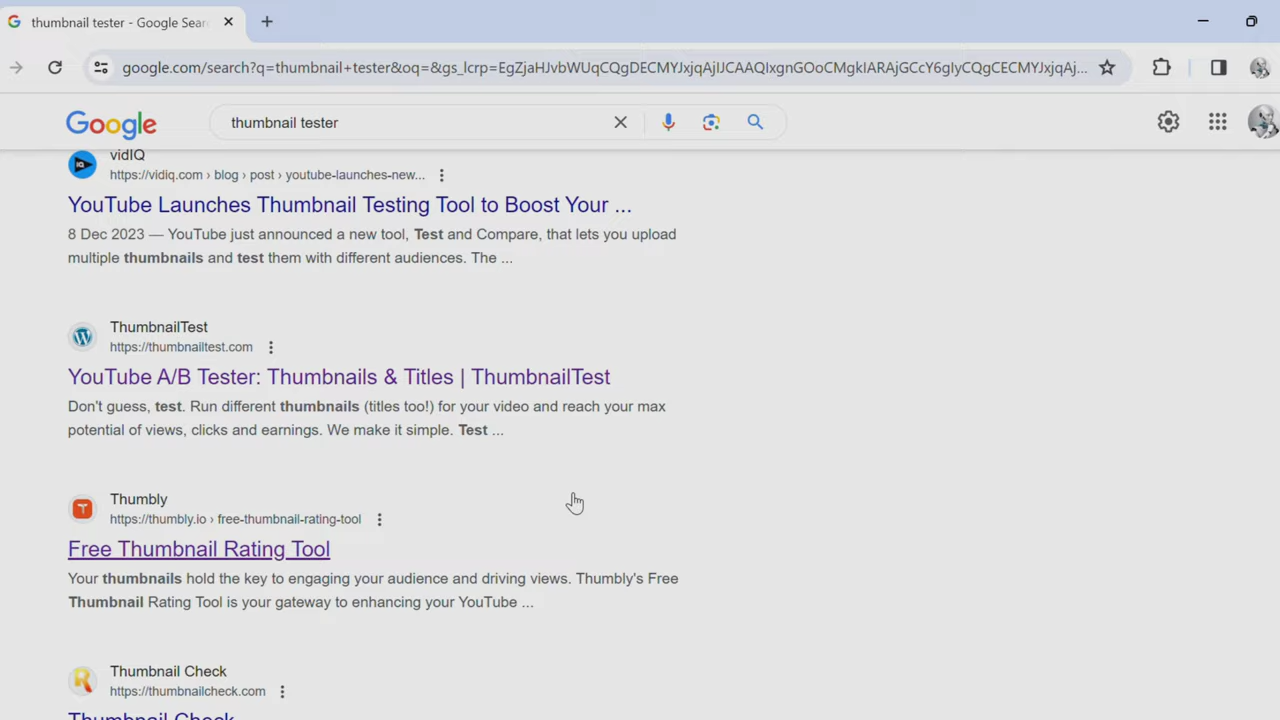 thumbnail tester - Google Sear
google.com/search?q=thumbnail+tester&oq=&gs_lcrp=EgZjaHJvbWUqCQgDECMYJxjqAjIJCAAQIxgnGOoCMgkIARAjGCcY6gIyCQgCECMYJxjqAj...
Google
thumbnail tester
vidIQ
https://vidiq.com › blog › post › youtube-launches-new...
YouTube Launches Thumbnail Testing Tool to Boost Your ...
8 Dec 2023 — YouTube just announced a new tool, Test and Compare, that lets you upload
multiple thumbnails and test them with different audiences. The ...
ThumbnailTest
https://thumbnailtest.com
YouTube A/B Tester: Thumbnails & Titles | ThumbnailTest
Don't guess, test. Run different thumbnails (titles too!) for your video and reach your max
potential of views, clicks and earnings. We make it simple. Test ...
Thumbly
https://thumbly.io › free-thumbnail-rating-tool
Free Thumbnail Rating Tool
Your thumbnails hold the key to engaging your audience and driving views. Thumbly's Free
Thumbnail Rating Tool is your gateway to enhancing your YouTube ...
Thumbnail Check
https://thumbnailcheck.com
Thumbnail Check